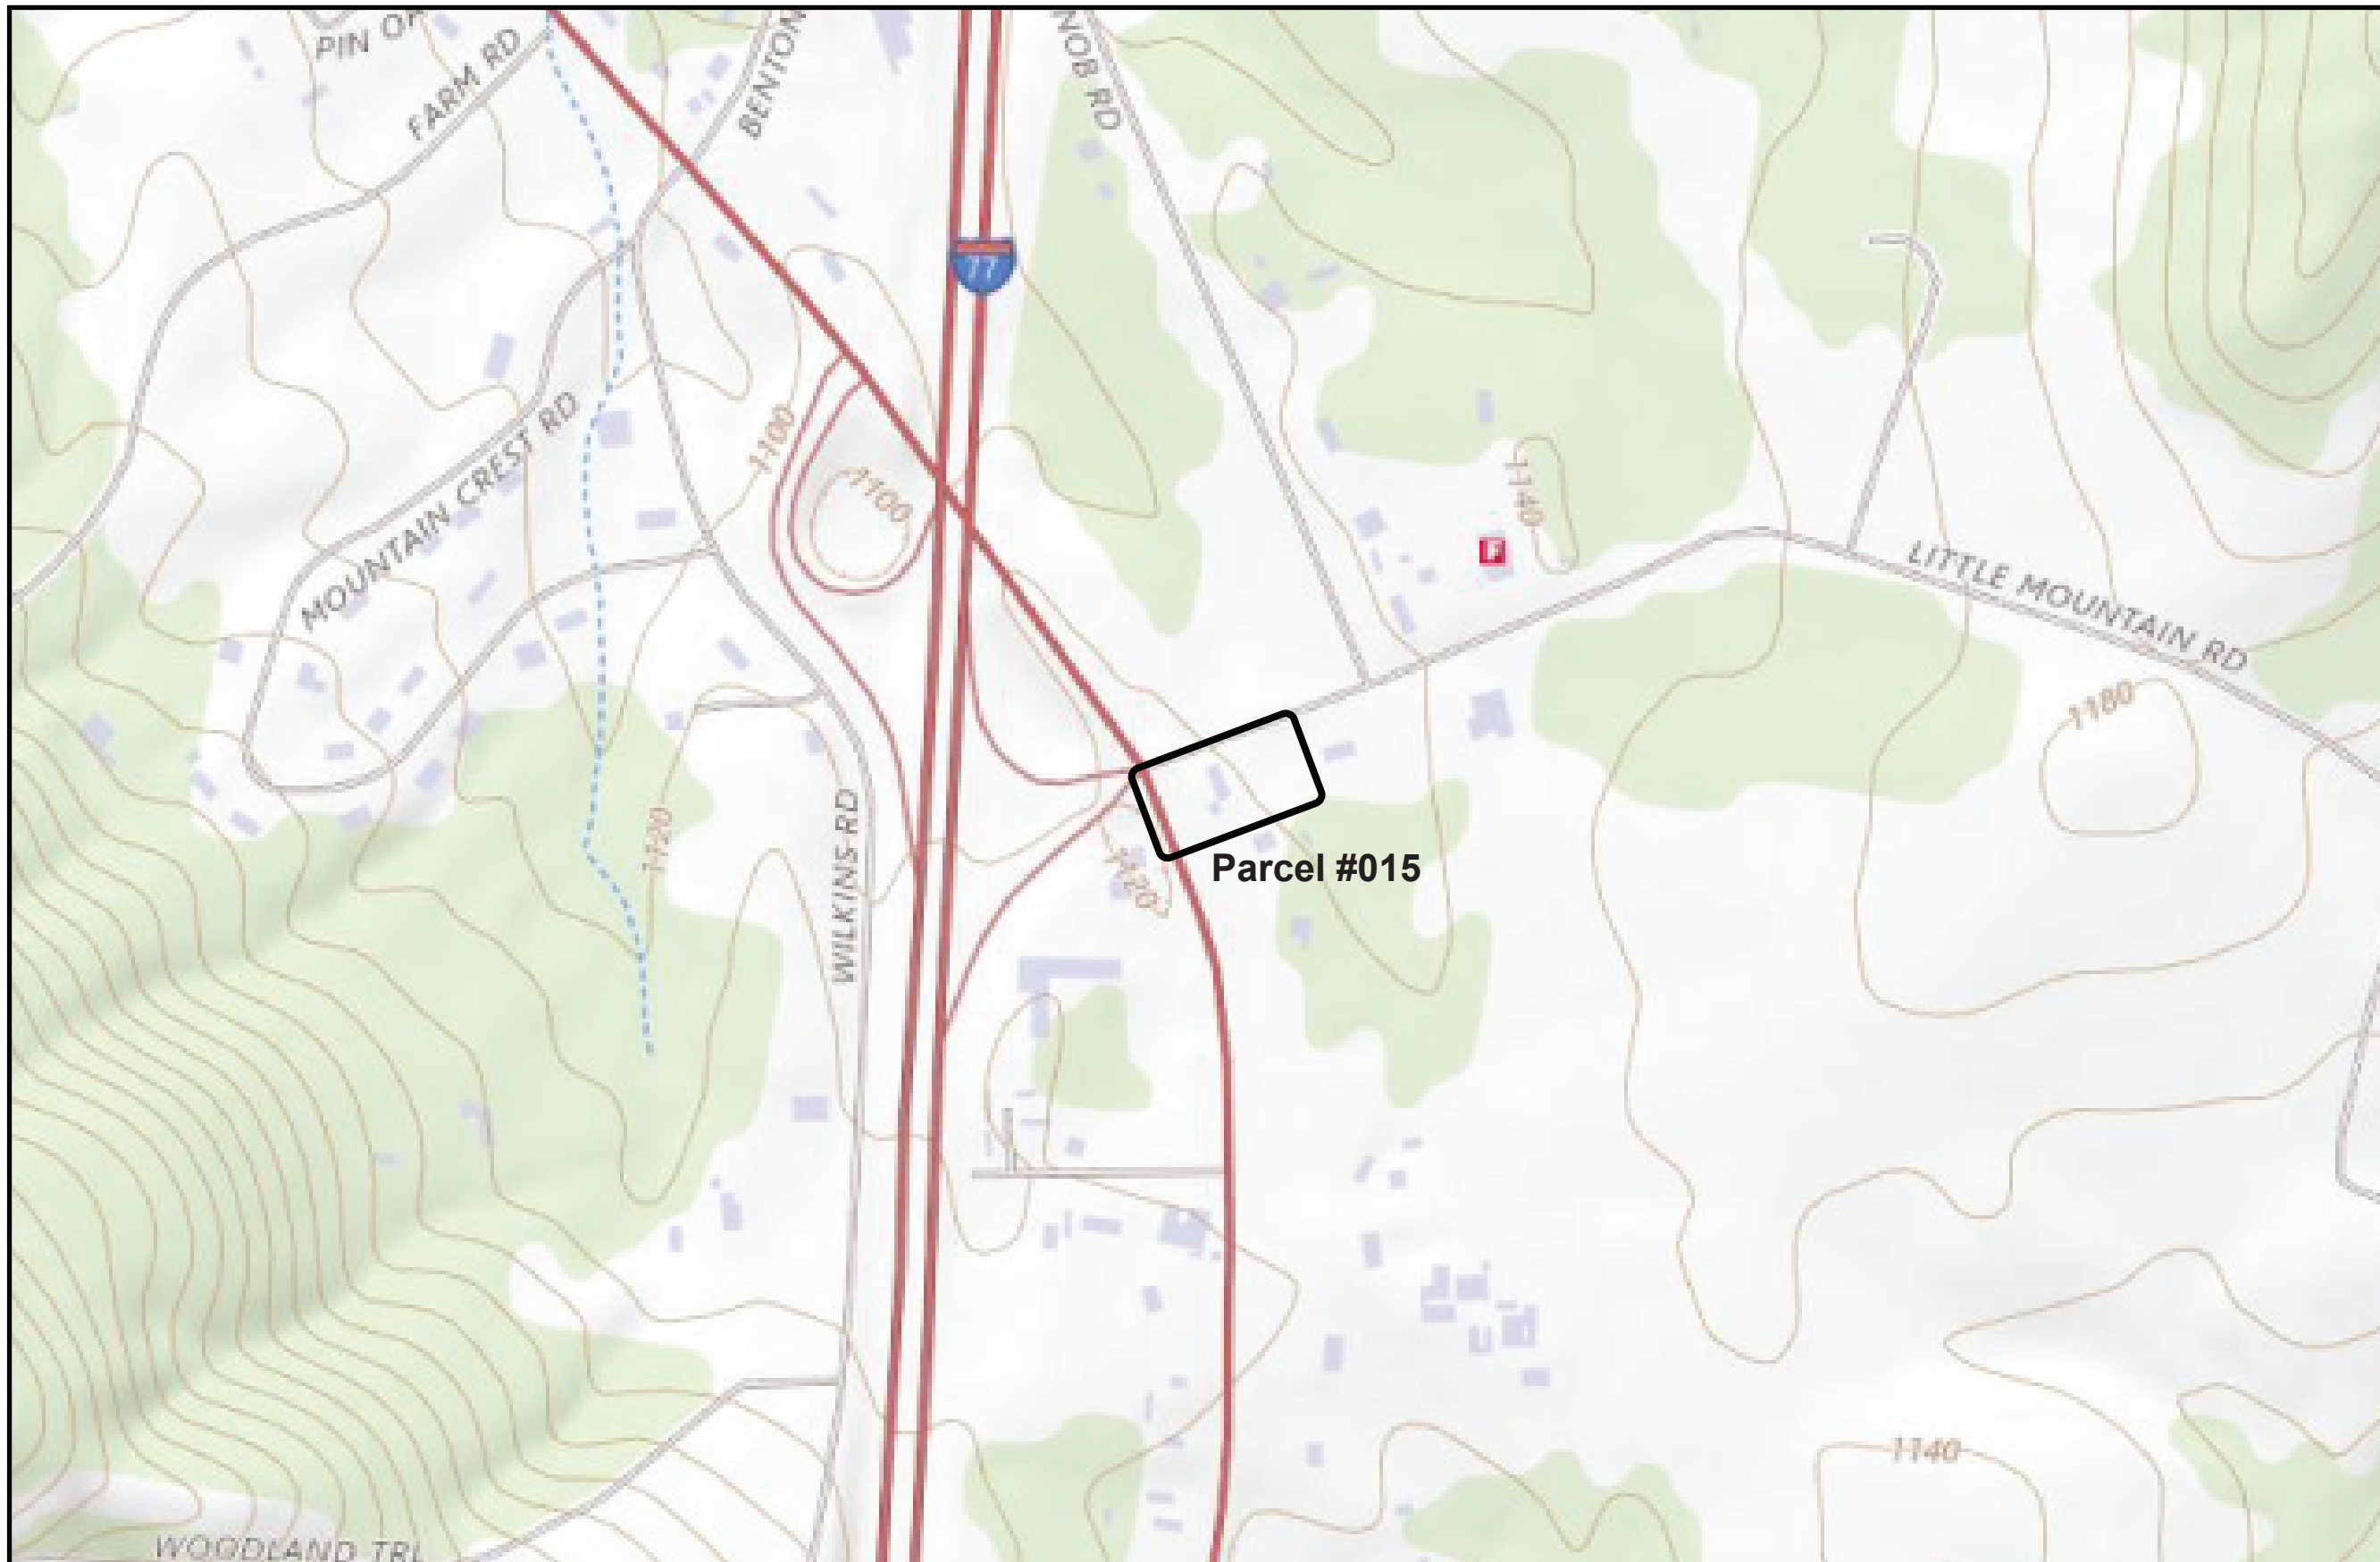 PIN OA
FARM RD
BENTON
NOB RD
77
1100
1100
MOUNTAIN CREST RD
1140
F
LITTLE MOUNTAIN RD
1180
1120
WILKINS RD
1120
Parcel #015
1140
WOODLAND TRL